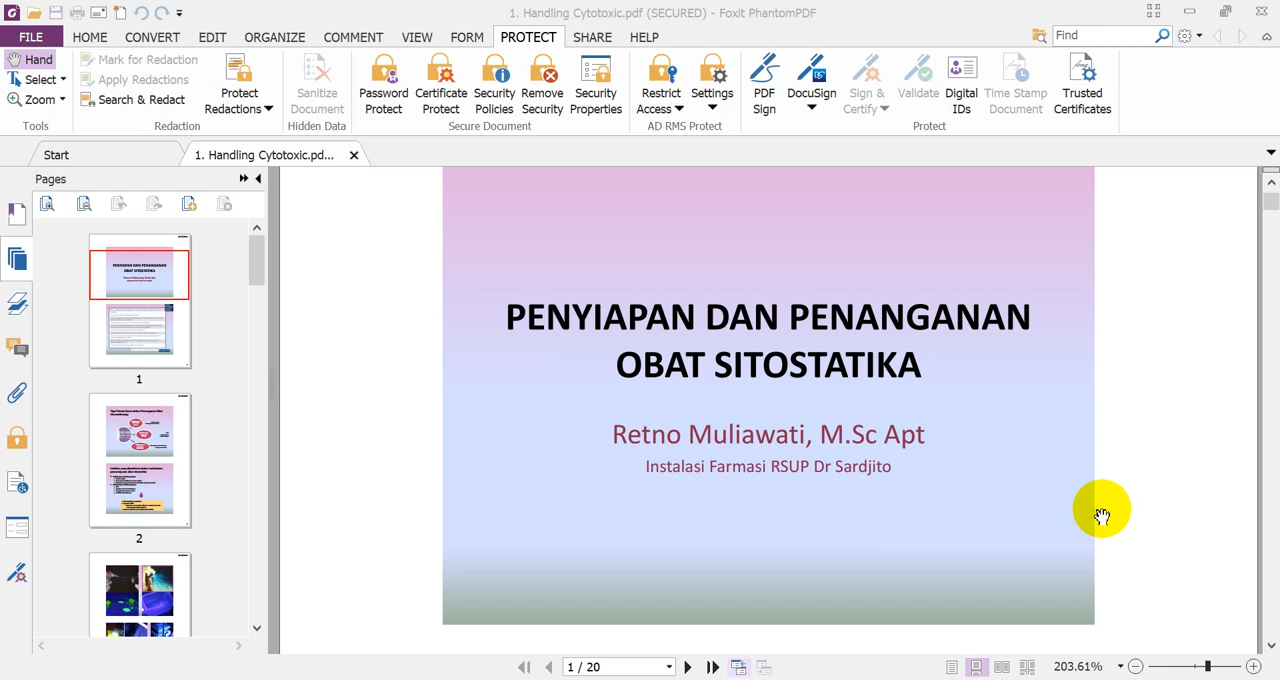 1. Handling Cytotoxic.pdf (SECURED) - Foxit PhantomPDF
FILE HOME CONVERT EDIT ORGANIZE COMMENT VIEW FORM PROTECT SHARE HELP Find
Hand
Select
Zoom
Tools
Mark for Redaction
Apply Redactions
Search & Redact
Protect
Redactions
Redaction
Sanitize
Document
Hidden Data
Password
Protect
Certificate
Protect
Security
Policies
Remove
Security
Security
Properties
Secure Document
Restrict
Access
Settings
AD RMS Protect
PDF
Sign
DocuSign
Sign &
Certify
Validate
Digital
IDs
Time Stamp
Document
Trusted
Certificates
Protect
Start
1. Handling Cytotoxic.pd...
Pages
PENYIAPAN DAN PENANGANAN
OBAT SITOSTATIKA
1
2
PENYIAPAN DAN PENANGANAN
OBAT SITOSTATIKA
Retno Muliawati, M.Sc Apt
Instalasi Farmasi RSUP Dr Sardjito
1 / 20
203.61%